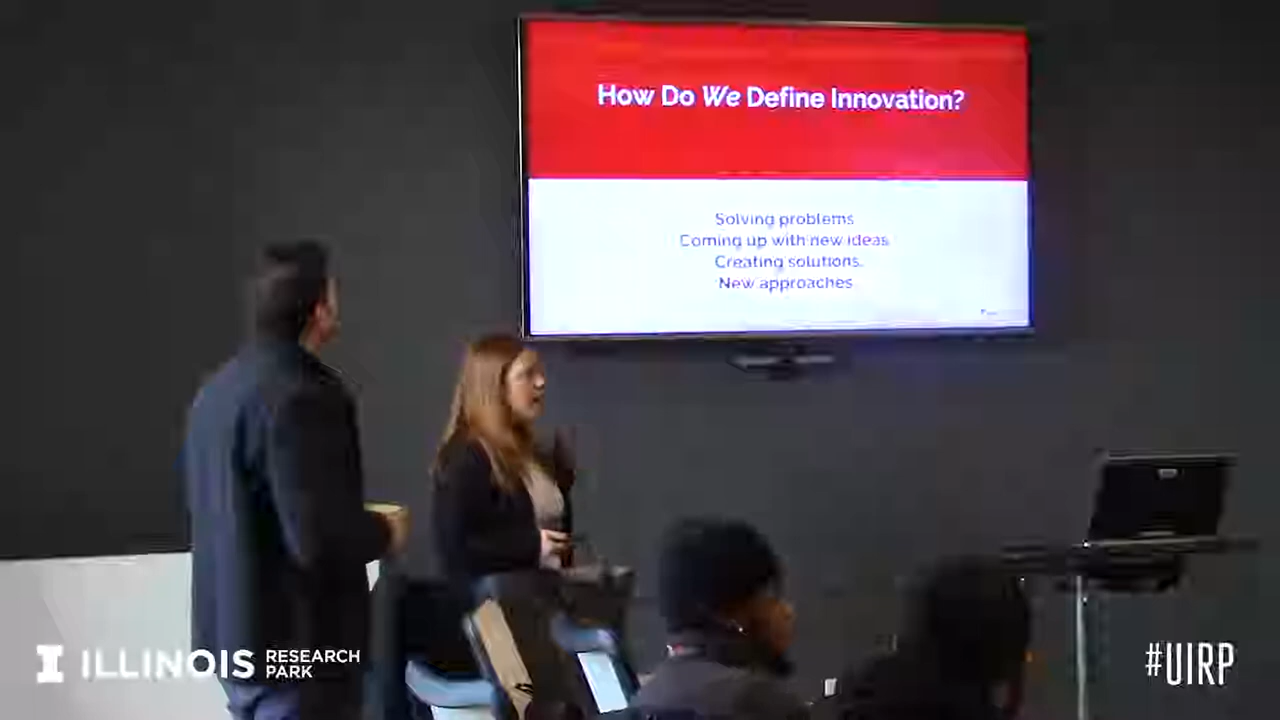 How Do We Define Innovation?
Solving problems
Coming up with new ideas
Creating solutions.
New approaches
ILLINOIS RESEARCH PARK
#UIRP